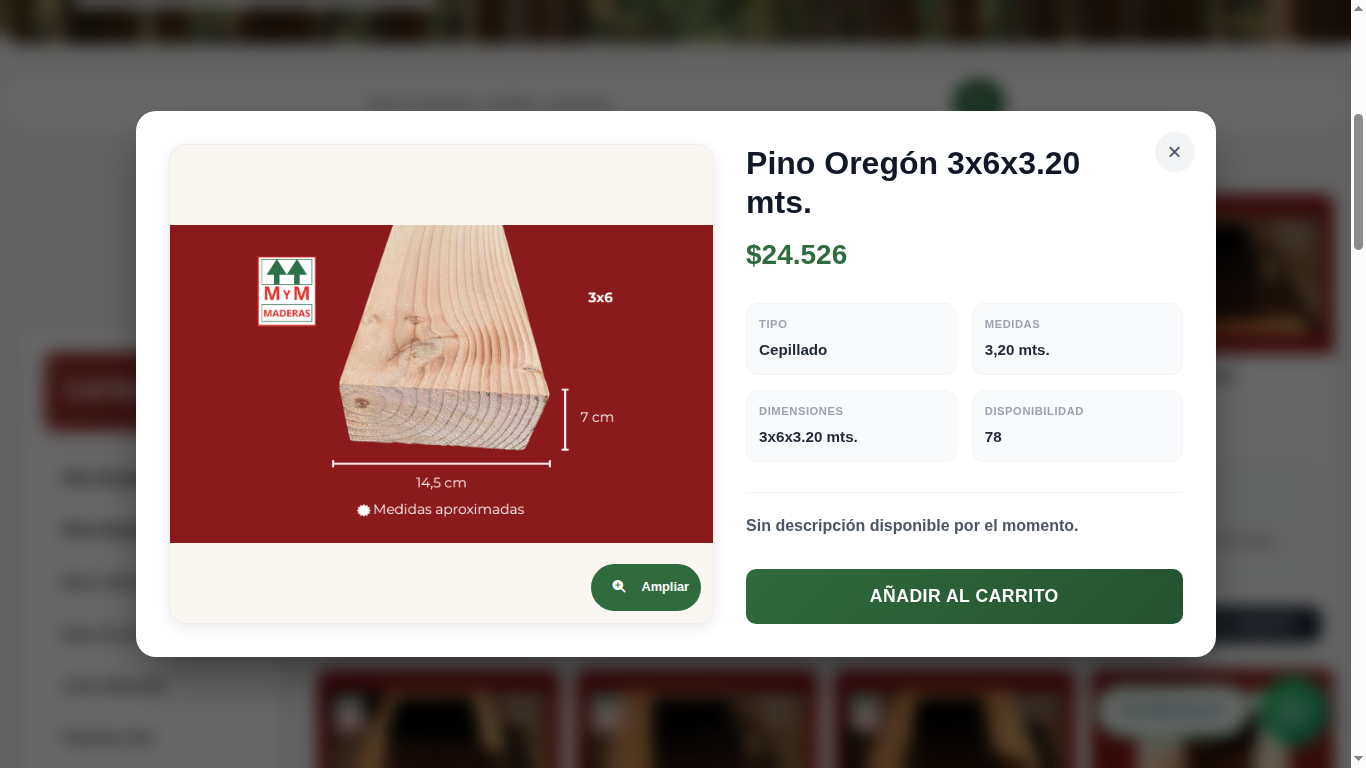 M Y M
MADERAS
3x6
7 cm
14,5 cm
Medidas aproximadas
Ampliar
Pino Oregón 3x6x3.20
mts.
×
$24.526
TIPO
Cepillado
MEDIDAS
3,20 mts.
DIMENSIONES
3x6x3.20 mts.
DISPONIBILIDAD
78
Sin descripción disponible por el momento.
AÑADIR AL CARRITO